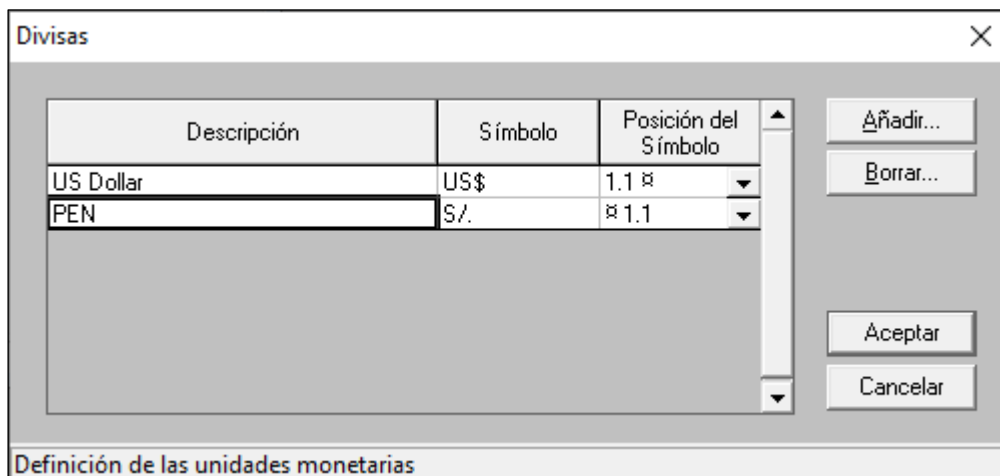 Divisas
Descripción Símbolo Posición del Símbolo
US Dollar US$ 1.1 ¤
PEN S/. ¤ 1.1
Añadir...
Borrar...
Aceptar
Cancelar
Definición de las unidades monetarias